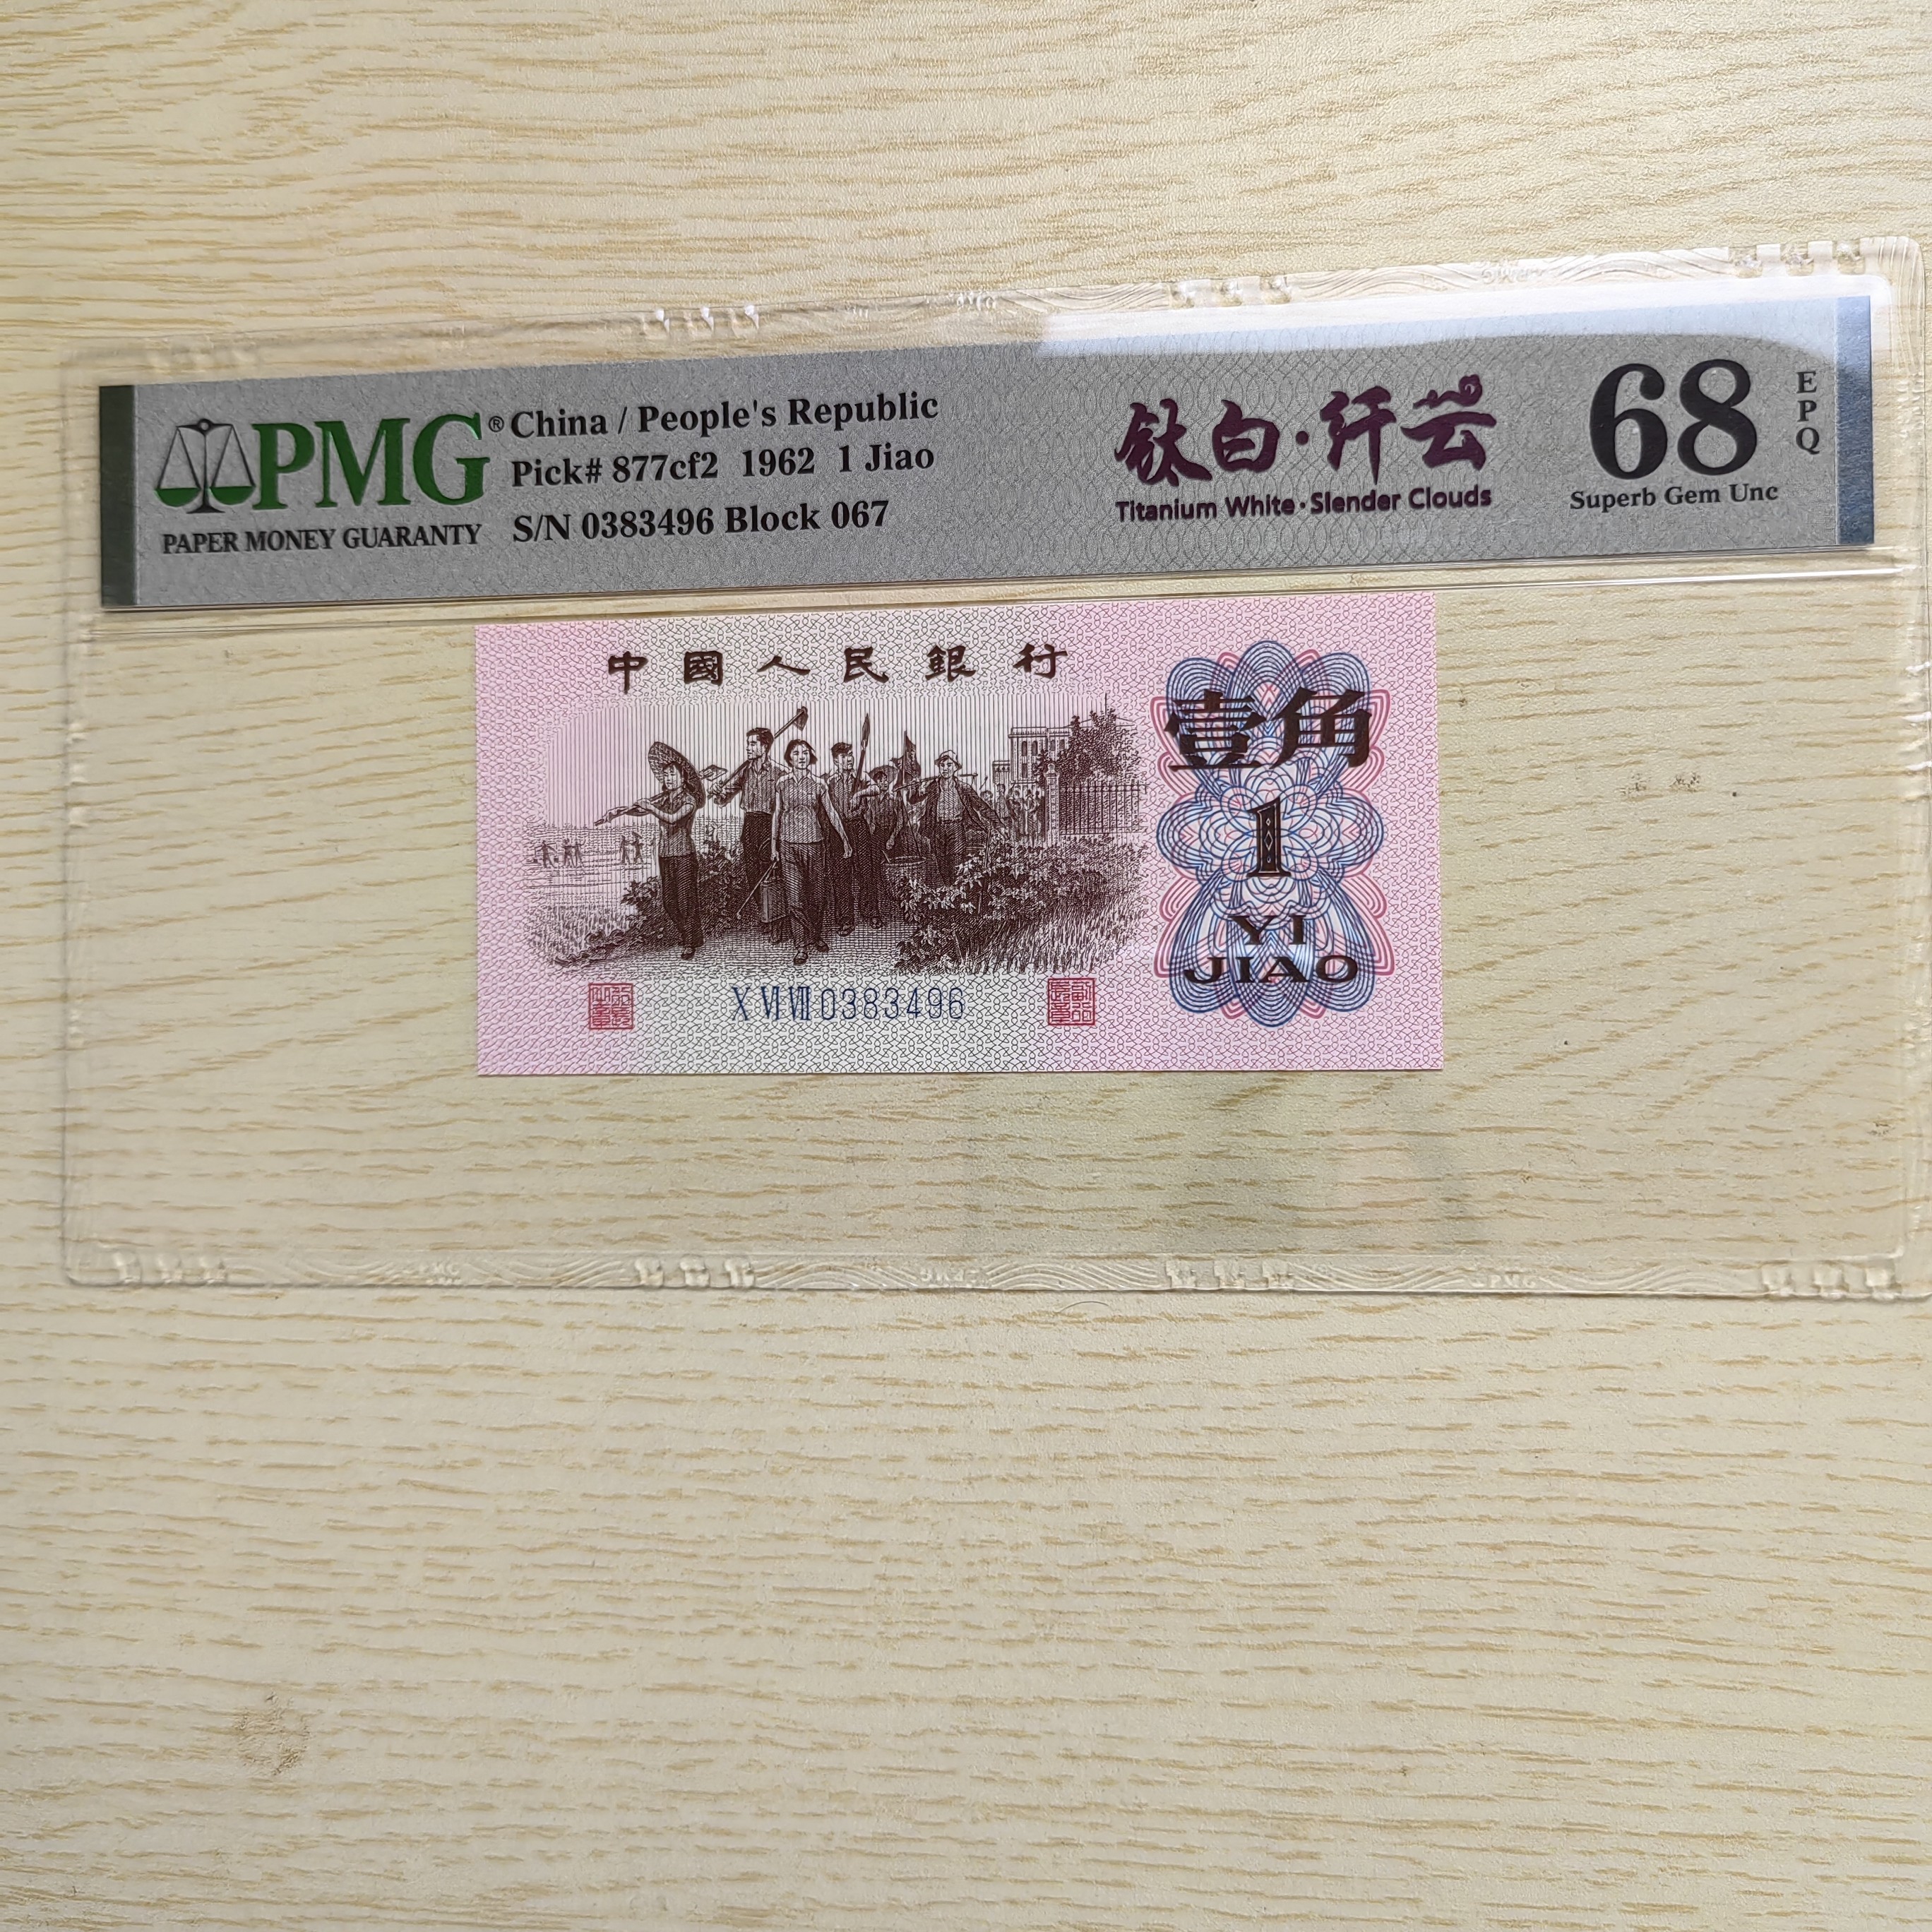 PMG®
PAPER MONEY GUARANTY
China / People's Republic
Pick# 877cf2 1962 1 Jiao
S/N 0383496 Block 067
钛白·纤云
Titanium White·Slender Clouds
68
EPQ
Superb Gem Unc
中國人民銀行
壹角
1
YI
JIAO
X VI VII 0383496